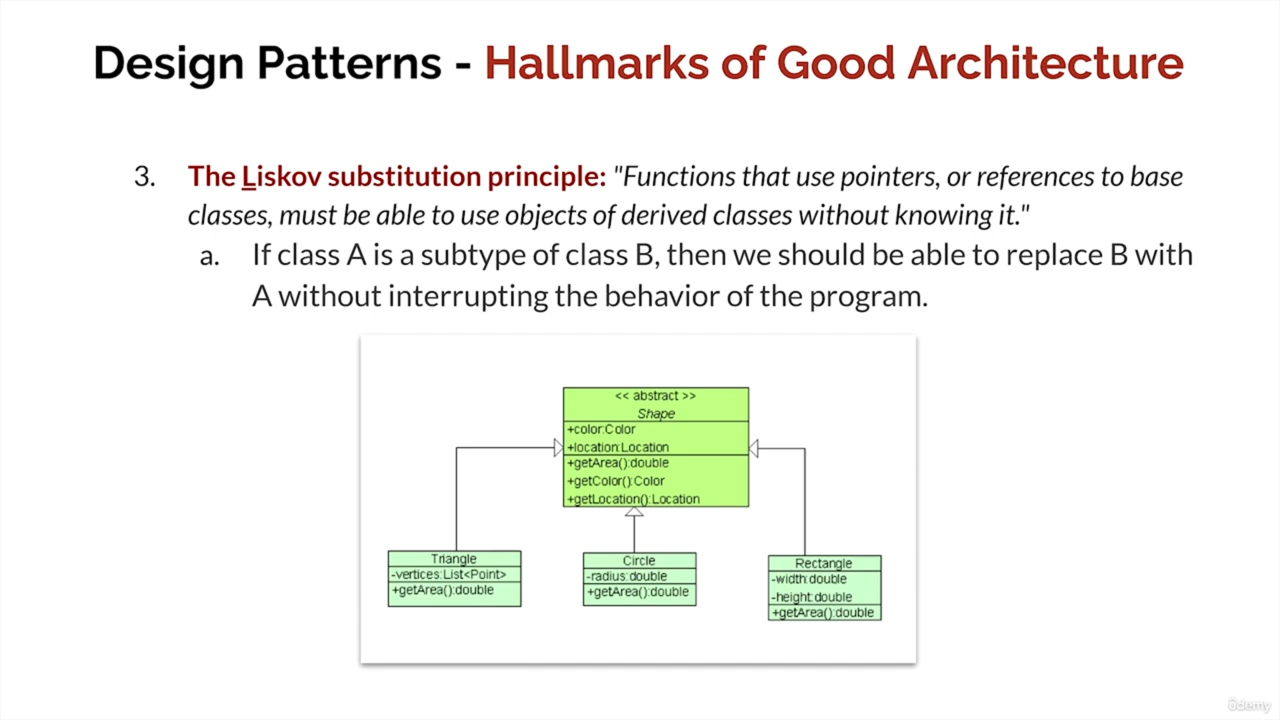 Design Patterns - Hallmarks of Good Architecture
3. The Liskov substitution principle: "Functions that use pointers, or references to base
classes, must be able to use objects of derived classes without knowing it."
a. If class A is a subtype of class B, then we should be able to replace B with
A without interrupting the behavior of the program.
<< abstract >>
Shape
+color:Color
+location:Location
+getArea():double
+getColor():Color
+getLocation():Location
Triangle
-vertices:List<Point>
+getArea():double
Circle
-radius:double
+getArea():double
Rectangle
-width:double
-height:double
+getArea():double
ûdemy